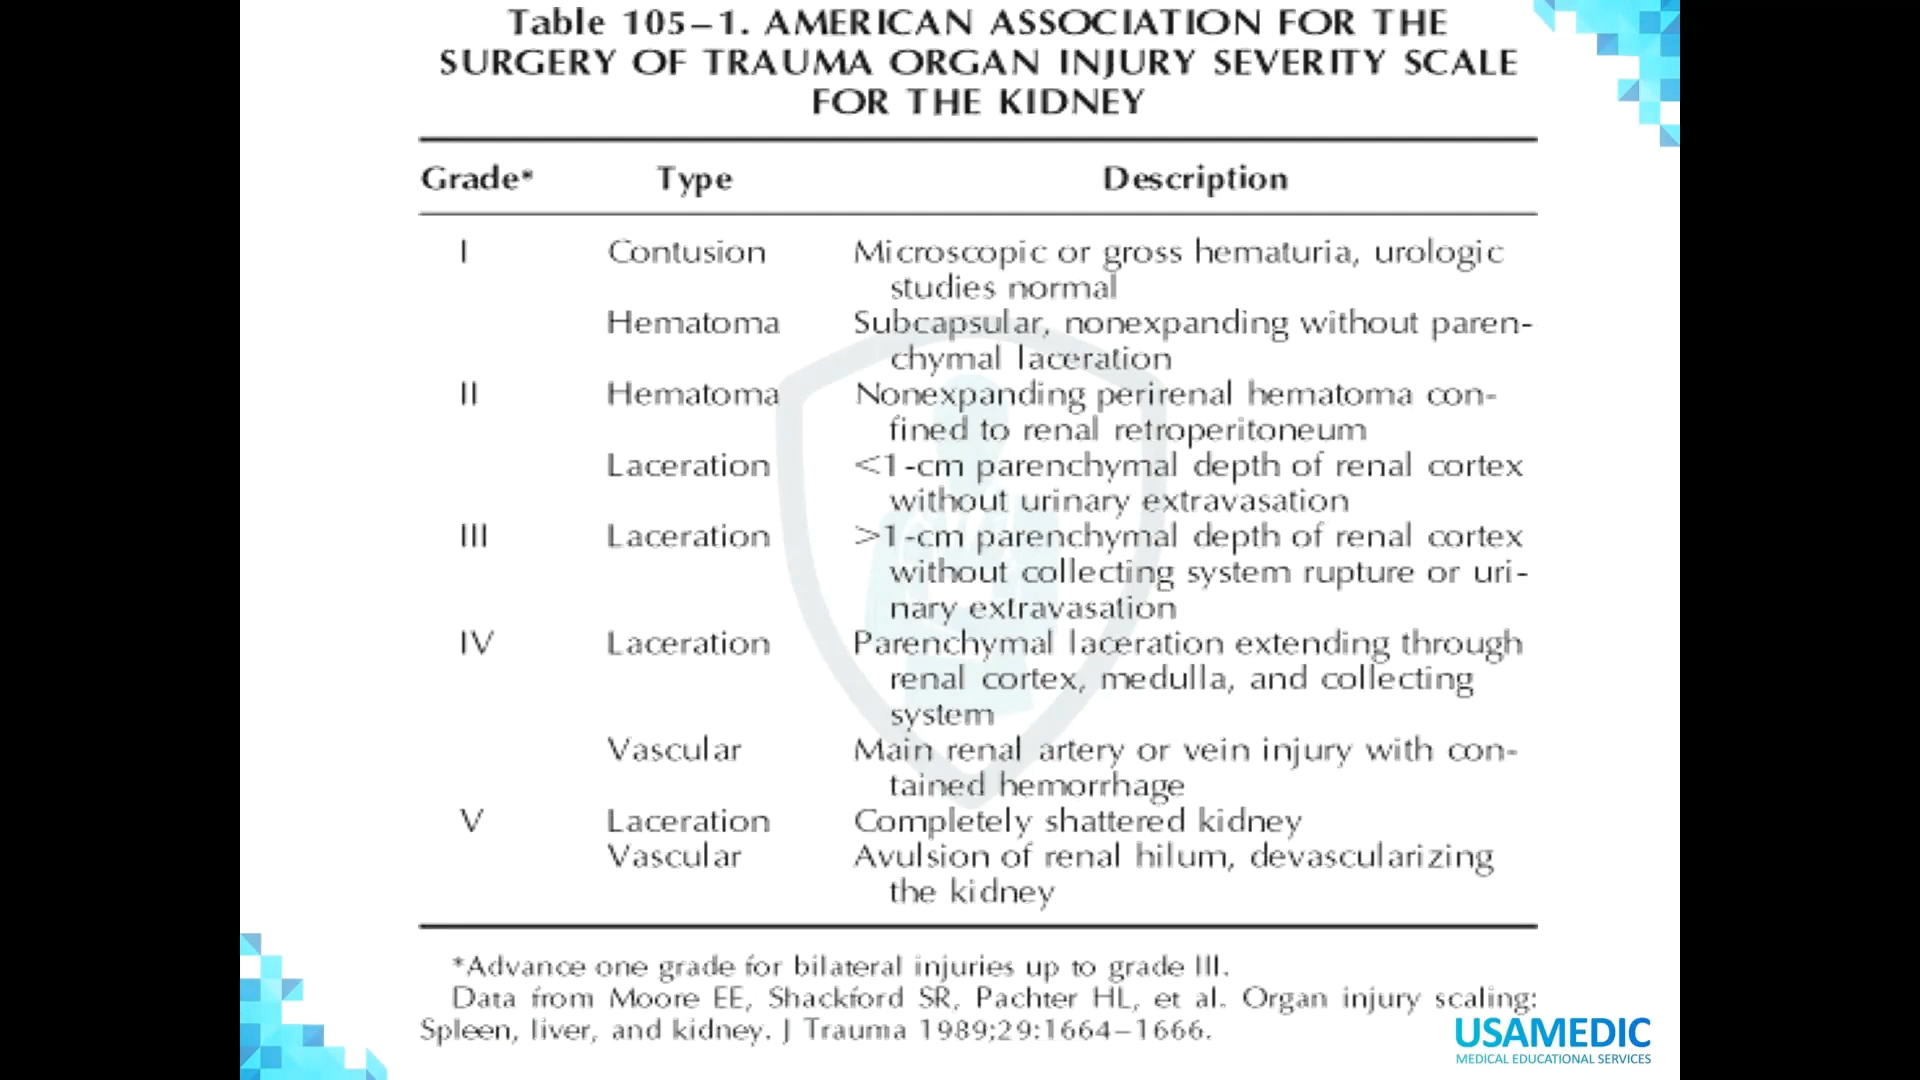 Table 105–1. AMERICAN ASSOCIATION FOR THE
SURGERY OF TRAUMA ORGAN INJURY SEVERITY SCALE
FOR THE KIDNEY
Grade* Type Description
I Contusion Microscopic or gross hematuria, urologic
studies normal
Hematoma Subcapsular, nonexpanding without paren-
chymal laceration
II Hematoma Nonexpanding perirenal hematoma con-
fined to renal retroperitoneum
Laceration <1-cm parenchymal depth of renal cortex
without urinary extravasation
III Laceration >1-cm parenchymal depth of renal cortex
without collecting system rupture or uri-
nary extravasation
IV Laceration Parenchymal laceration extending through
renal cortex, medulla, and collecting
system
Vascular Main renal artery or vein injury with con-
tained hemorrhage
V Laceration Completely shattered kidney
Vascular Avulsion of renal hilum, devascularizing
the kidney
*Advance one grade for bilateral injuries up to grade III.
Data from Moore EE, Shackford SR, Pachter HL, et al. Organ injury scaling:
Spleen, liver, and kidney. J Trauma 1989;29:1664–1666.
USAMEDIC
MEDICAL EDUCATIONAL SERVICES